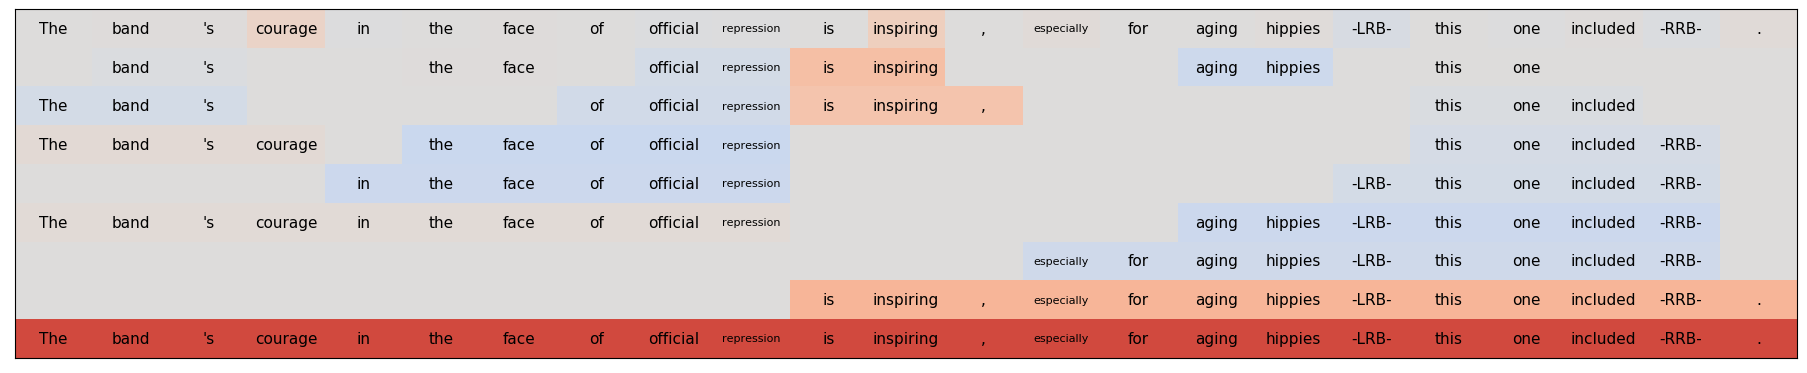 The band 's courage in the face of official repression is inspiring , especially for aging hippies -LRB- this one included -RRB- .
band 's the face official repression is inspiring aging hippies this one
The band 's of official repression is inspiring , this one included
The band 's courage the face of official repression this one included -RRB-
in the face of official repression -LRB- this one included -RRB-
The band 's courage in the face of official repression aging hippies -LRB- this one included -RRB-
especially for aging hippies -LRB- this one included -RRB-
is inspiring , especially for aging hippies -LRB- this one included -RRB- .
The band 's courage in the face of official repression is inspiring , especially for aging hippies -LRB- this one included -RRB- .